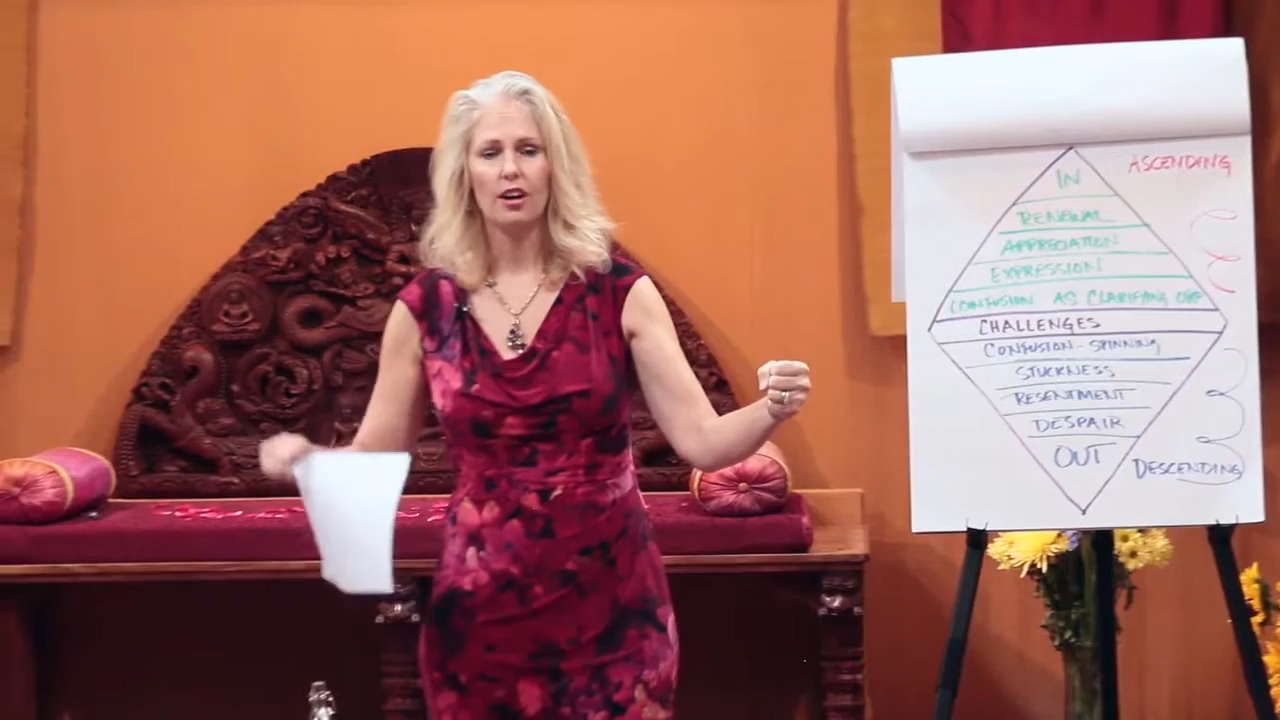 ASCENDING
IN
RENEWAL
APPRECIATION
EXPRESSION
CONFUSION AS CLARIFYING OPP
CHALLENGES
CONFUSION - SPINNING
STUCKNESS
RESENTMENT
DESPAIR
OUT
DESCENDING